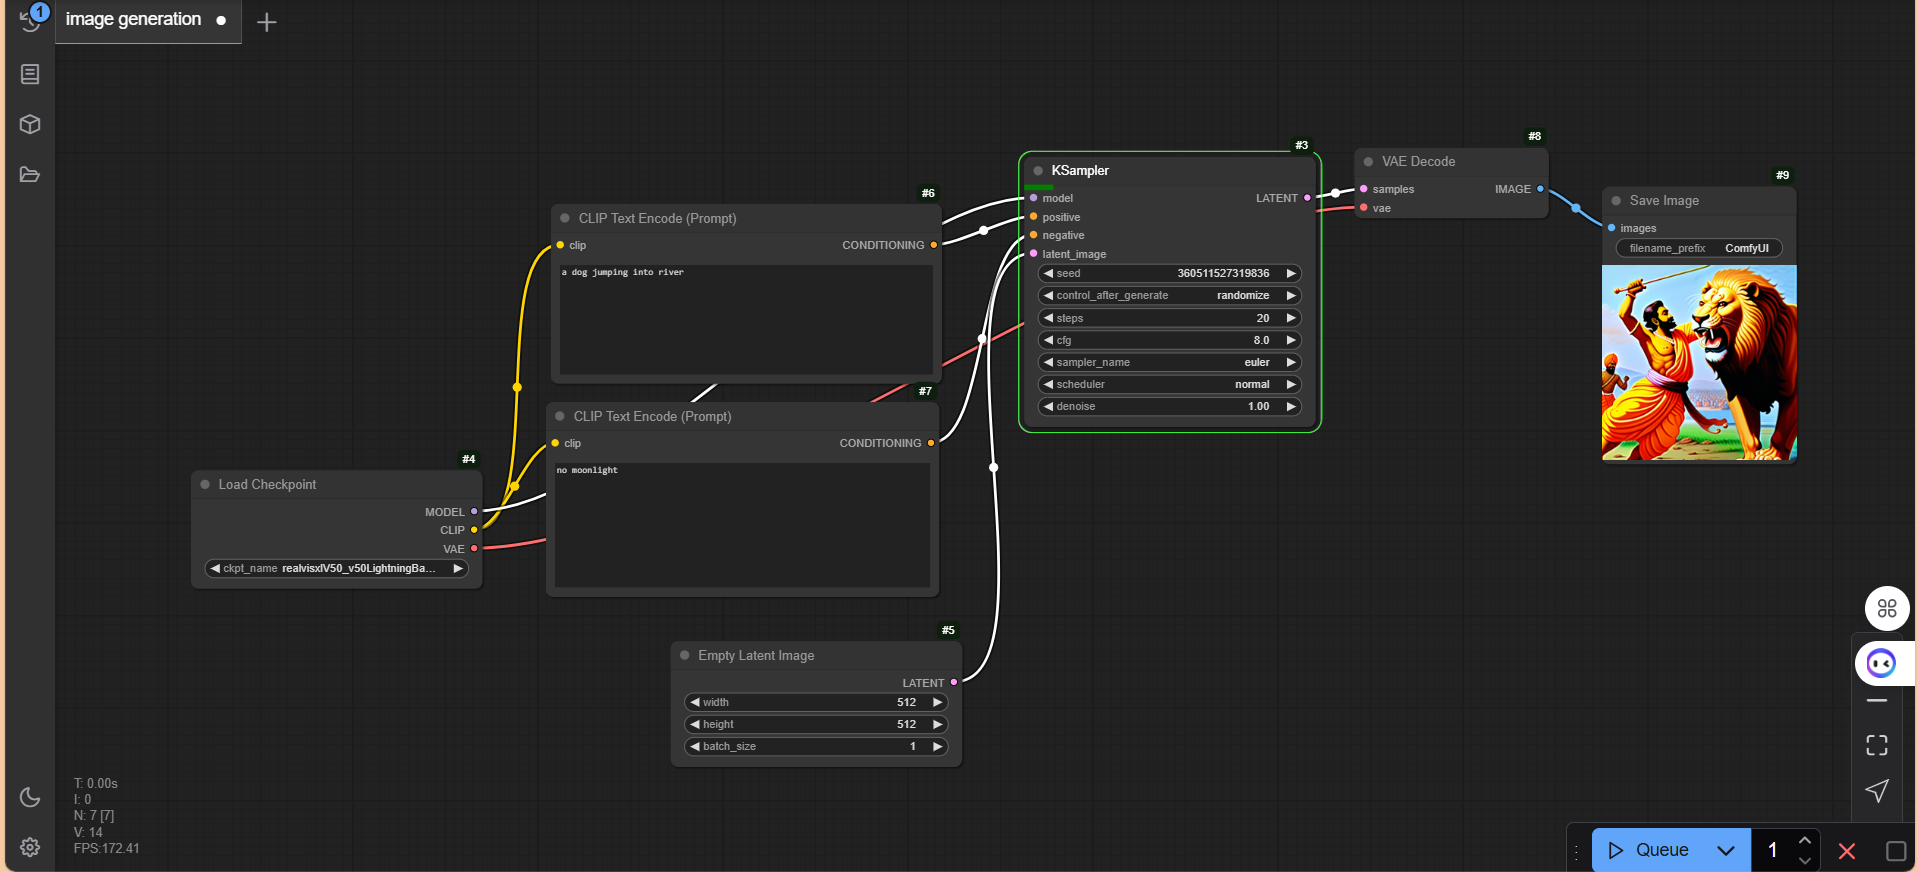 1
image generation
#6
CLIP Text Encode (Prompt)
clip
CONDITIONING
a dog jumping into river
#7
CLIP Text Encode (Prompt)
clip
CONDITIONING
no moonlight
#4
Load Checkpoint
MODEL
CLIP
VAE
ckpt_name realvisxlV50_v50LightningBa...
#5
Empty Latent Image
LATENT
width 512
height 512
batch_size 1
#3
KSampler
model LATENT
positive
negative
latent_image
seed 360511527319836
control_after_generate randomize
steps 20
cfg 8.0
sampler_name euler
scheduler normal
denoise 1.00
#8
VAE Decode
samples IMAGE
vae
#9
Save Image
images
filename_prefix ComfyUI
T: 0.00s
I: 0
N: 7 [7]
V: 14
FPS:172.41
Queue 1